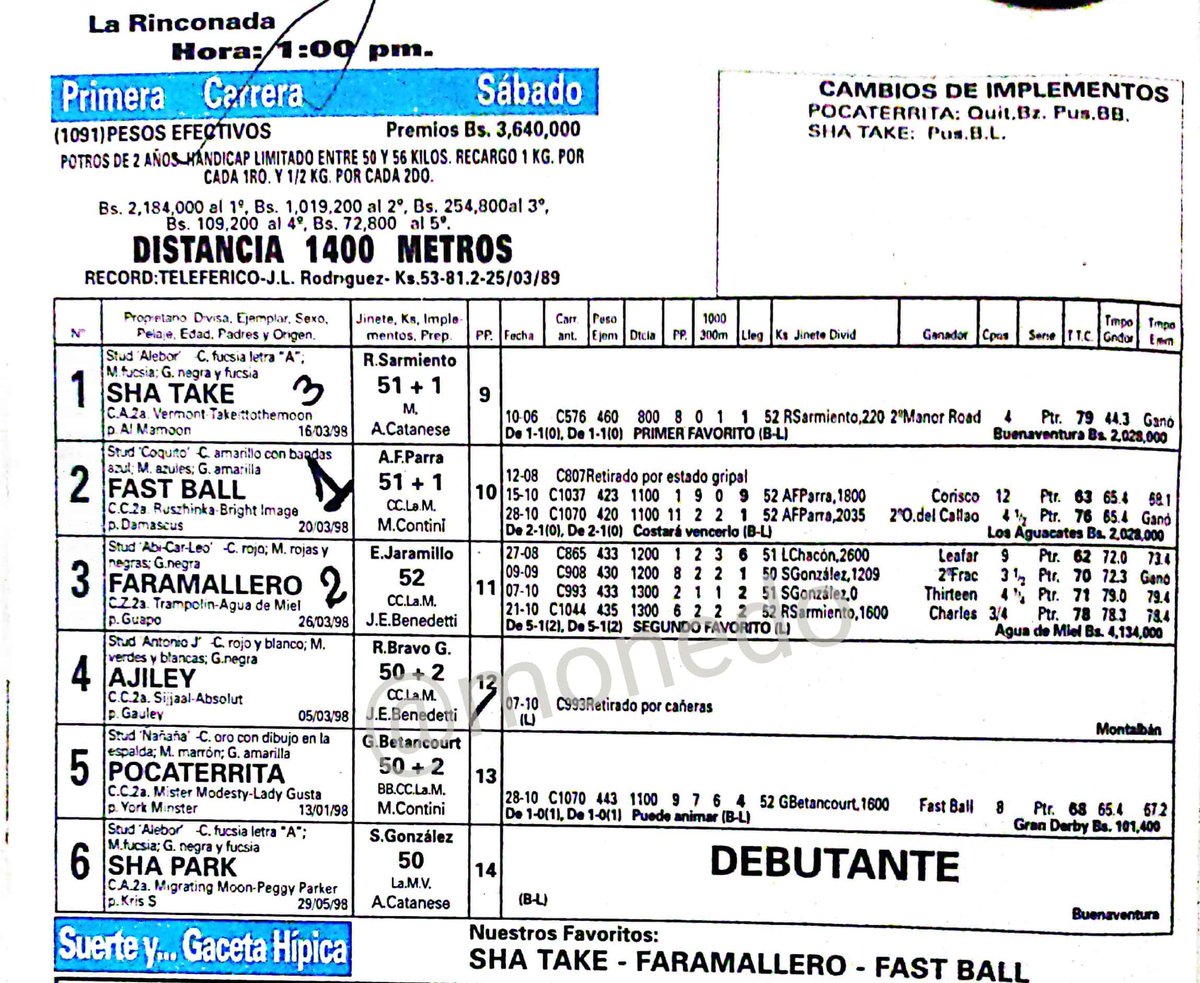 La Rinconada
Hora: 1:00 pm.
Primera Carrera Sábado
(1091)PESOS EFECTIVOS Premios Bs. 3,640,000
POTROS DE 2 AÑOS HANDICAP LIMITADO ENTRE 50 Y 56 KILOS. RECARGO 1 KG. POR
CADA 1RO. Y 1/2 KG. POR CADA 2DO.
Bs. 2,184,000 al 1º, Bs. 1,019,200 al 2º, Bs. 254,800al 3º,
Bs. 109,200 al 4º, Bs. 72,800 al 5º.
DISTANCIA 1400 METROS
RECORD:TELEFERICO-J.L. Rodriguez- Ks.53-81.2-25/03/89
CAMBIOS DE IMPLEMENTOS
POCATERRITA: Quit.Bz. Pus.BB.
SHA TAKE: Pus.B.L.
Nº Propietario Divisa, Ejemplar, Sexo, Pelaje, Edad, Padres y Origen. Jinete, Ks, Implementos, Prep. PP. Fecha Carr. ant. Peso Ejem Dtcia PP. 1000 300m Lleg Ks Jinete Divid Ganador Cpos Serie T.T.C. Tmpo Gndor Tmpo Ejem
1 Stud 'Alebor' -C. fucsia letra "A"; R.Sarmiento 9
M.fucsia; G. negra y fucsia
SHA TAKE 3 51 + 1
C.A.2a. Vermont-Taketothemoon M.
p. Al Mamoon 16/03/98 A.Catanese
10-06 C576 460 800 8 0 1 1 52 RSarmiento,220 2ºManor Road 4 Ptr. 79 44.3 Ganó
De 1-1(0), De 1-1(0) PRIMER FAVORITO (B-L) Buenaventura Bs. 2,028,000
2 Stud 'Coquito' -C. amarillo con bandas A.F.Parra 10
azul; M. azules; G. amarilla
FAST BALL 1 51 + 1
C.C.2a. Ruszhinka-Bright Image CC.La.M.
p. Damascus 20/03/98 M.Contini
12-08 C807Retirado por estado gripal
15-10 C1037 423 1100 1 9 0 9 52 AFParra,1800 Corisco 12 Ptr. 63 65.4 68.1
28-10 C1070 420 1100 11 2 2 1 52 AFParra,2035 2ºO.del Callao 4 1/2 Ptr. 76 65.4 Ganó
De 2-1(0), De 2-1(0) Costará vencerlo (B-L) Los Aguacates Bs. 2,028,000
3 Stud 'Abi-Car-Leo' -C. rojo; M. rojas y E.Jaramillo 11
negras; G.negra
FARAMALLERO 2 52
C.Z.2a. Trampolin-Agua de Miel CC.La.M.
p. Guapo 26/03/98 J.E.Benedetti
27-08 C865 433 1200 1 2 3 6 51 LChacón,2600 Leafar 9 Ptr. 62 72.0 73.4
09-09 C908 430 1200 8 2 2 1 50 SGonzález,1209 2ºFrac 3 1/2 Ptr. 70 72.3 Ganó
07-10 C993 433 1300 2 1 1 2 51 SGonzález,0 Thirteen 4 1/4 Ptr. 71 79.0 79.4
21-10 C1044 435 1300 6 2 2 2 52 RSarmiento,1600 Charles 3/4 Ptr. 78 78.3 78.4
De 5-1(2), De 5-1(2) SEGUNDO FAVORITO (L) Agua de Miel Bs. 4,134,000
4 Stud Antonio J' -C. rojo y blanco; M. R.Bravo G. 12
verdes y blancas; G.negra
AJILEY 50 + 2
C.C.2a. Sijjaal-Absolut CC.La.M.
p. Gauley 05/03/98 J.E.Benedetti
07-10 C993Retirado por cañeras
(L) Montalbán
5 Stud 'Ñañaña' -C. oro con dibujo en la G.Betancourt 13
espalda; M. marrón; G. amarilla
POCATERRITA 50 + 2
C.C.2a. Mister Modesty-Lady Gusta BB.CC.La.M.
p. York Minster 13/01/98 M.Contini
28-10 C1070 443 1100 9 7 6 4 52 GBetancourt,1600 Fast Ball 8 Ptr. 68 65.4 67.2
De 1-0(1), De 1-0(1) Puede animar (B-L) Gran Derby Bs. 101,400
6 Stud 'Alebor' -C. fucsia letra "A"; S.González 14
M.fucsia; G. negra y fucsia
SHA PARK 50
C.A.2a. Migrating Moon-Peggy Parker La.M.V.
p. Kris S 29/05/98 A.Catanese
DEBUTANTE
(B-L) Buenaventura
@monedo
Suerte y... Gaceta Hípica
Nuestros Favoritos:
SHA TAKE - FARAMALLERO - FAST BALL